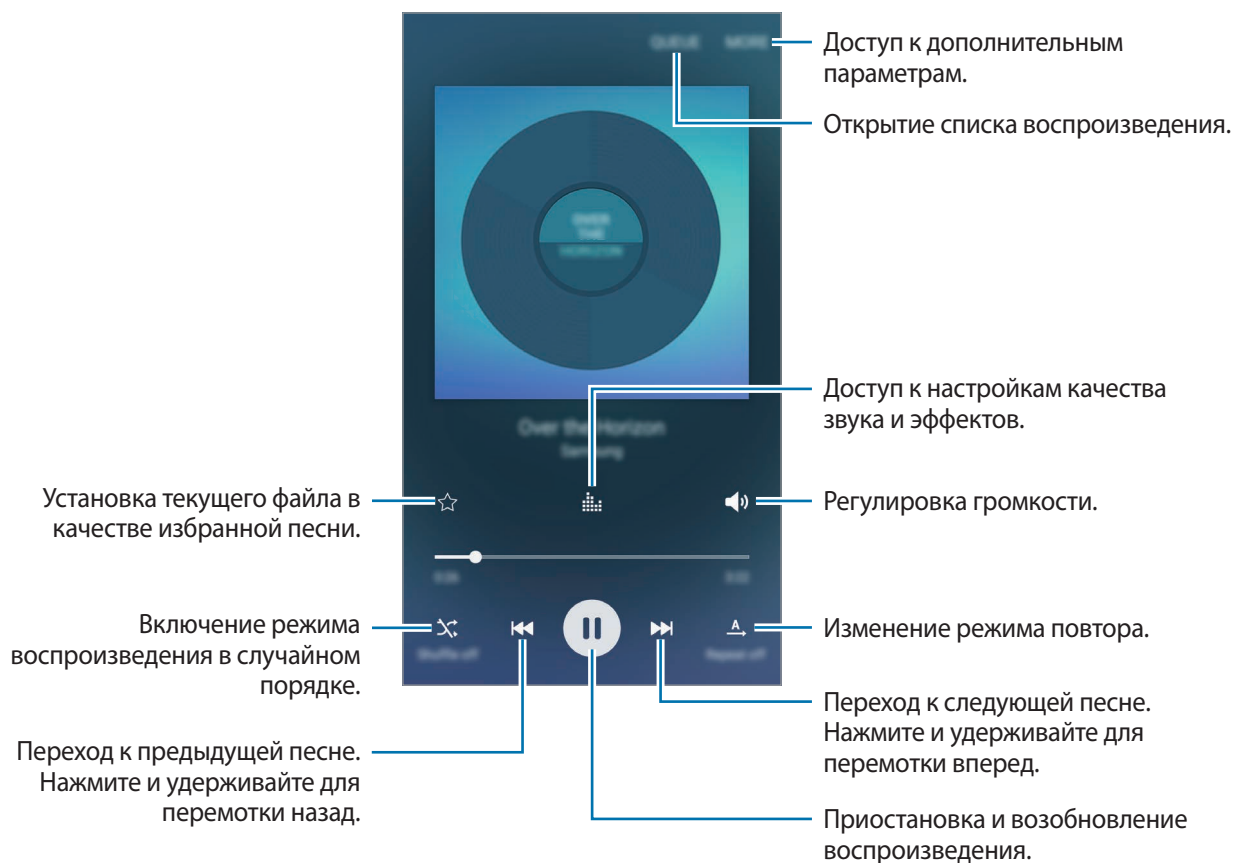 QUEUE MORE
Доступ к дополнительным
параметрам.
Открытие списка воспроизведения.
OVER
THE
HORIZON
Доступ к настройкам качества
звука и эффектов.
Over the Horizon
Samsung
Установка текущего файла в
качестве избранной песни.
Регулировка громкости.
Включение режима
воспроизведения в случайном
порядке.
Shuffle off
A
Repeat off
Изменение режима повтора.
Переход к предыдущей песне.
Нажмите и удерживайте для
перемотки назад.
Переход к следующей песне.
Нажмите и удерживайте для
перемотки вперед.
Приостановка и возобновление
воспроизведения.